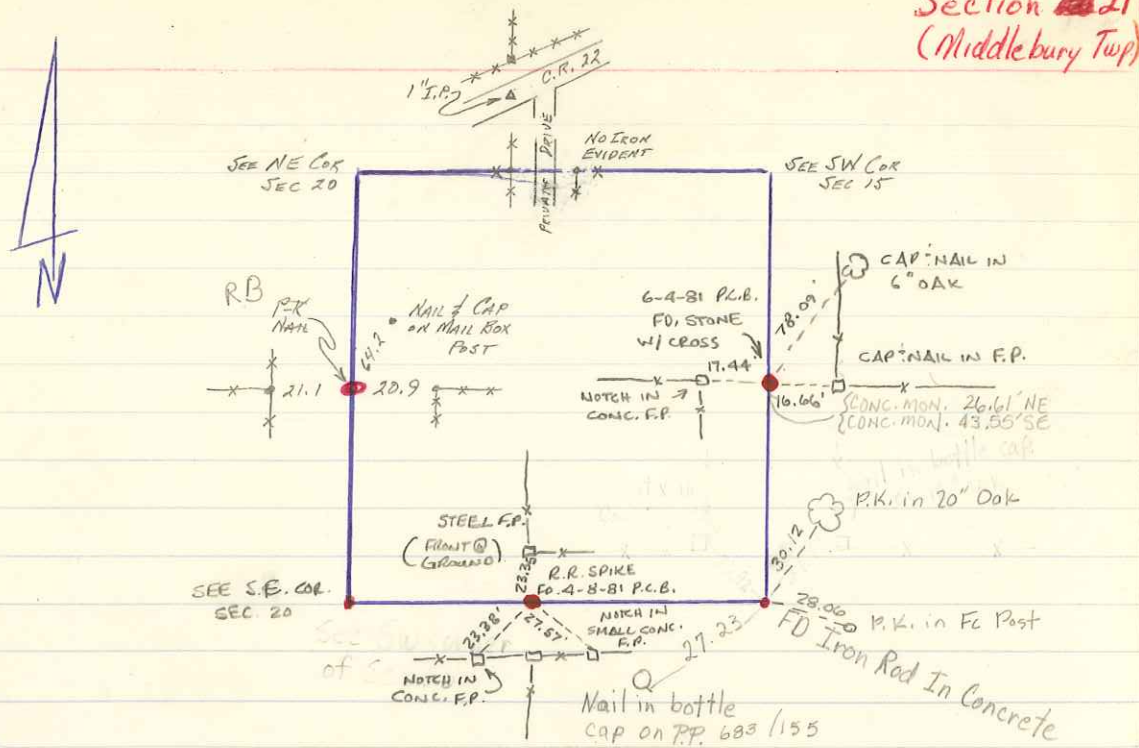 Section 21
(Middlebury Twp)
C.R. 22
1" I.P.
PRIVATE DRIVE
NO IRON
EVIDENT
SEE NE COR
SEC 20
SEE SW COR
SEC 15
N
RB
P-K
NAIL
64.2
NAIL & CAP
ON MAIL BOX
POST
21.1
20.9
6-4-81 P.L.B.
FD. STONE
W/ CROSS
17.44'
NOTCH IN
CONC. F.P.
78.09'
CAP & NAIL IN
6" OAK
CAP & NAIL IN F.P.
16.66'
CONC. MON. 26.61' NE
CONC. MON. 43.55' SE
nail in bottle cap
P.K. in 20" Oak
30.12
STEEL F.P.
(FRONT @
GROUND)
23.35
R.R. SPIKE
FD. 4-8-81 P.L.B.
SEE S.E. COR.
SEC. 20
23.38'
27.57'
NOTCH IN
SMALL CONC.
F.P.
NOTCH IN
CONC. F.P.
28.06
P.K. in Fc Post
FD Iron Rod In Concrete
27.23
Nail in bottle
cap on P.P. 683/155